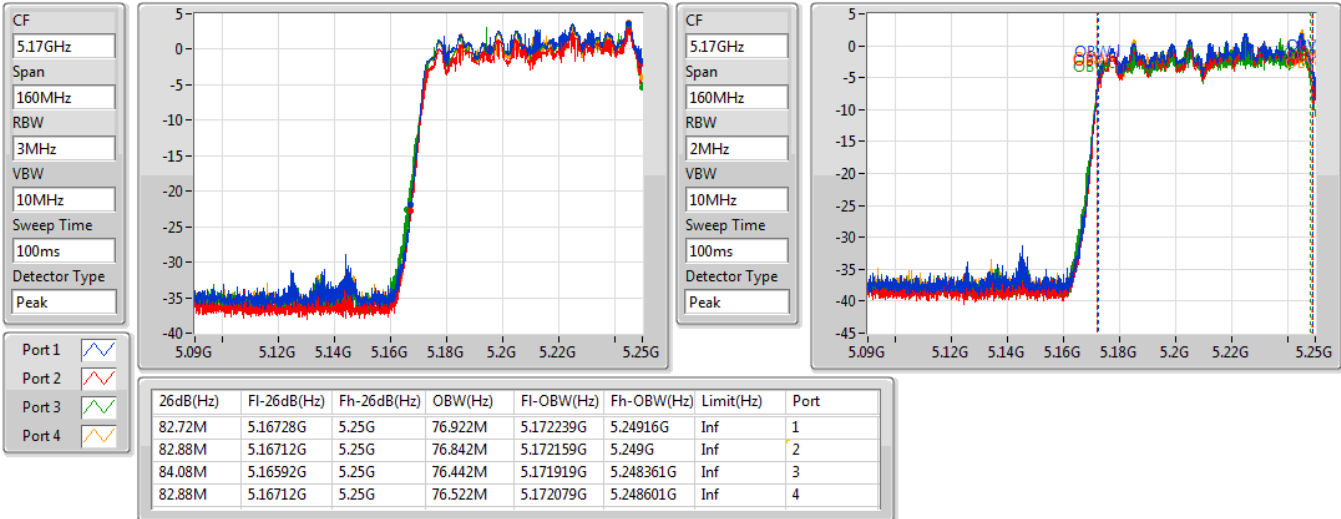 CF
5.17GHz
Span
160MHz
RBW
3MHz
VBW
10MHz
Sweep Time
100ms
Detector Type
Peak
5
0
-5
-10
-15
-20
-25
-30
-35
-40
5.09G 5.12G 5.14G 5.16G 5.18G 5.2G 5.22G 5.25G
CF
5.17GHz
Span
160MHz
RBW
2MHz
VBW
10MHz
Sweep Time
100ms
Detector Type
Peak
5
0
-5
-10
-15
-20
-25
-30
-35
-40
-45
5.09G 5.12G 5.14G 5.16G 5.18G 5.2G 5.22G 5.25G
Port 1
Port 2
Port 3
Port 4
26dB(Hz) Fl-26dB(Hz) Fh-26dB(Hz) OBW(Hz) Fl-OBW(Hz) Fh-OBW(Hz) Limit(Hz) Port
82.72M 5.16728G 5.25G 76.922M 5.172239G 5.24916G Inf 1
82.88M 5.16712G 5.25G 76.842M 5.172159G 5.249G Inf 2
84.08M 5.16592G 5.25G 76.442M 5.171919G 5.248361G Inf 3
82.88M 5.16712G 5.25G 76.522M 5.172079G 5.248601G Inf 4